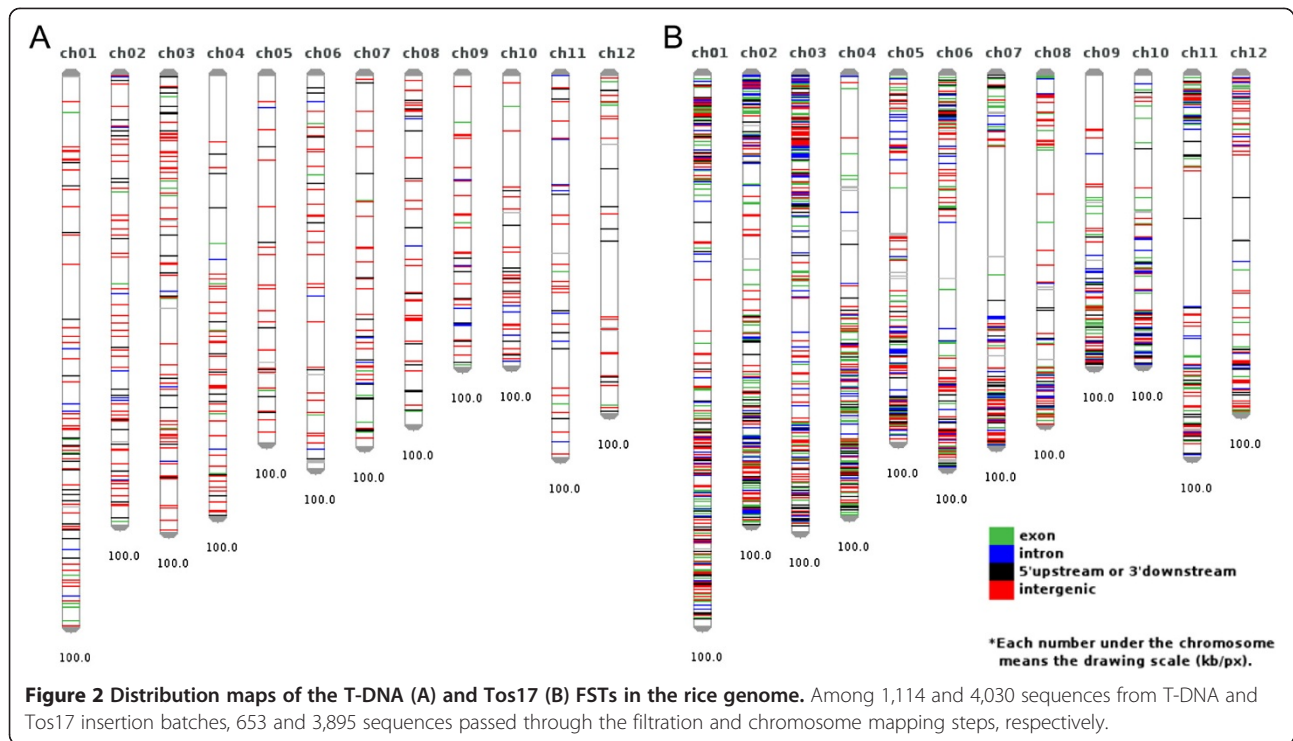 A
ch01 ch02 ch03 ch04 ch05 ch06 ch07 ch08 ch09 ch10 ch11 ch12
100.0
100.0
100.0
100.0
100.0
100.0
100.0
100.0
100.0
100.0
100.0
100.0
B
ch01 ch02 ch03 ch04 ch05 ch06 ch07 ch08 ch09 ch10 ch11 ch12
100.0
100.0
100.0
100.0
100.0
100.0
100.0
100.0
100.0
100.0
100.0
100.0
exon
intron
5'upstream or 3'downstream
intergenic
*Each number under the chromosome
means the drawing scale (kb/px).
Figure 2 Distribution maps of the T-DNA (A) and Tos17 (B) FSTs in the rice genome. Among 1,114 and 4,030 sequences from T-DNA and
Tos17 insertion batches, 653 and 3,895 sequences passed through the filtration and chromosome mapping steps, respectively.